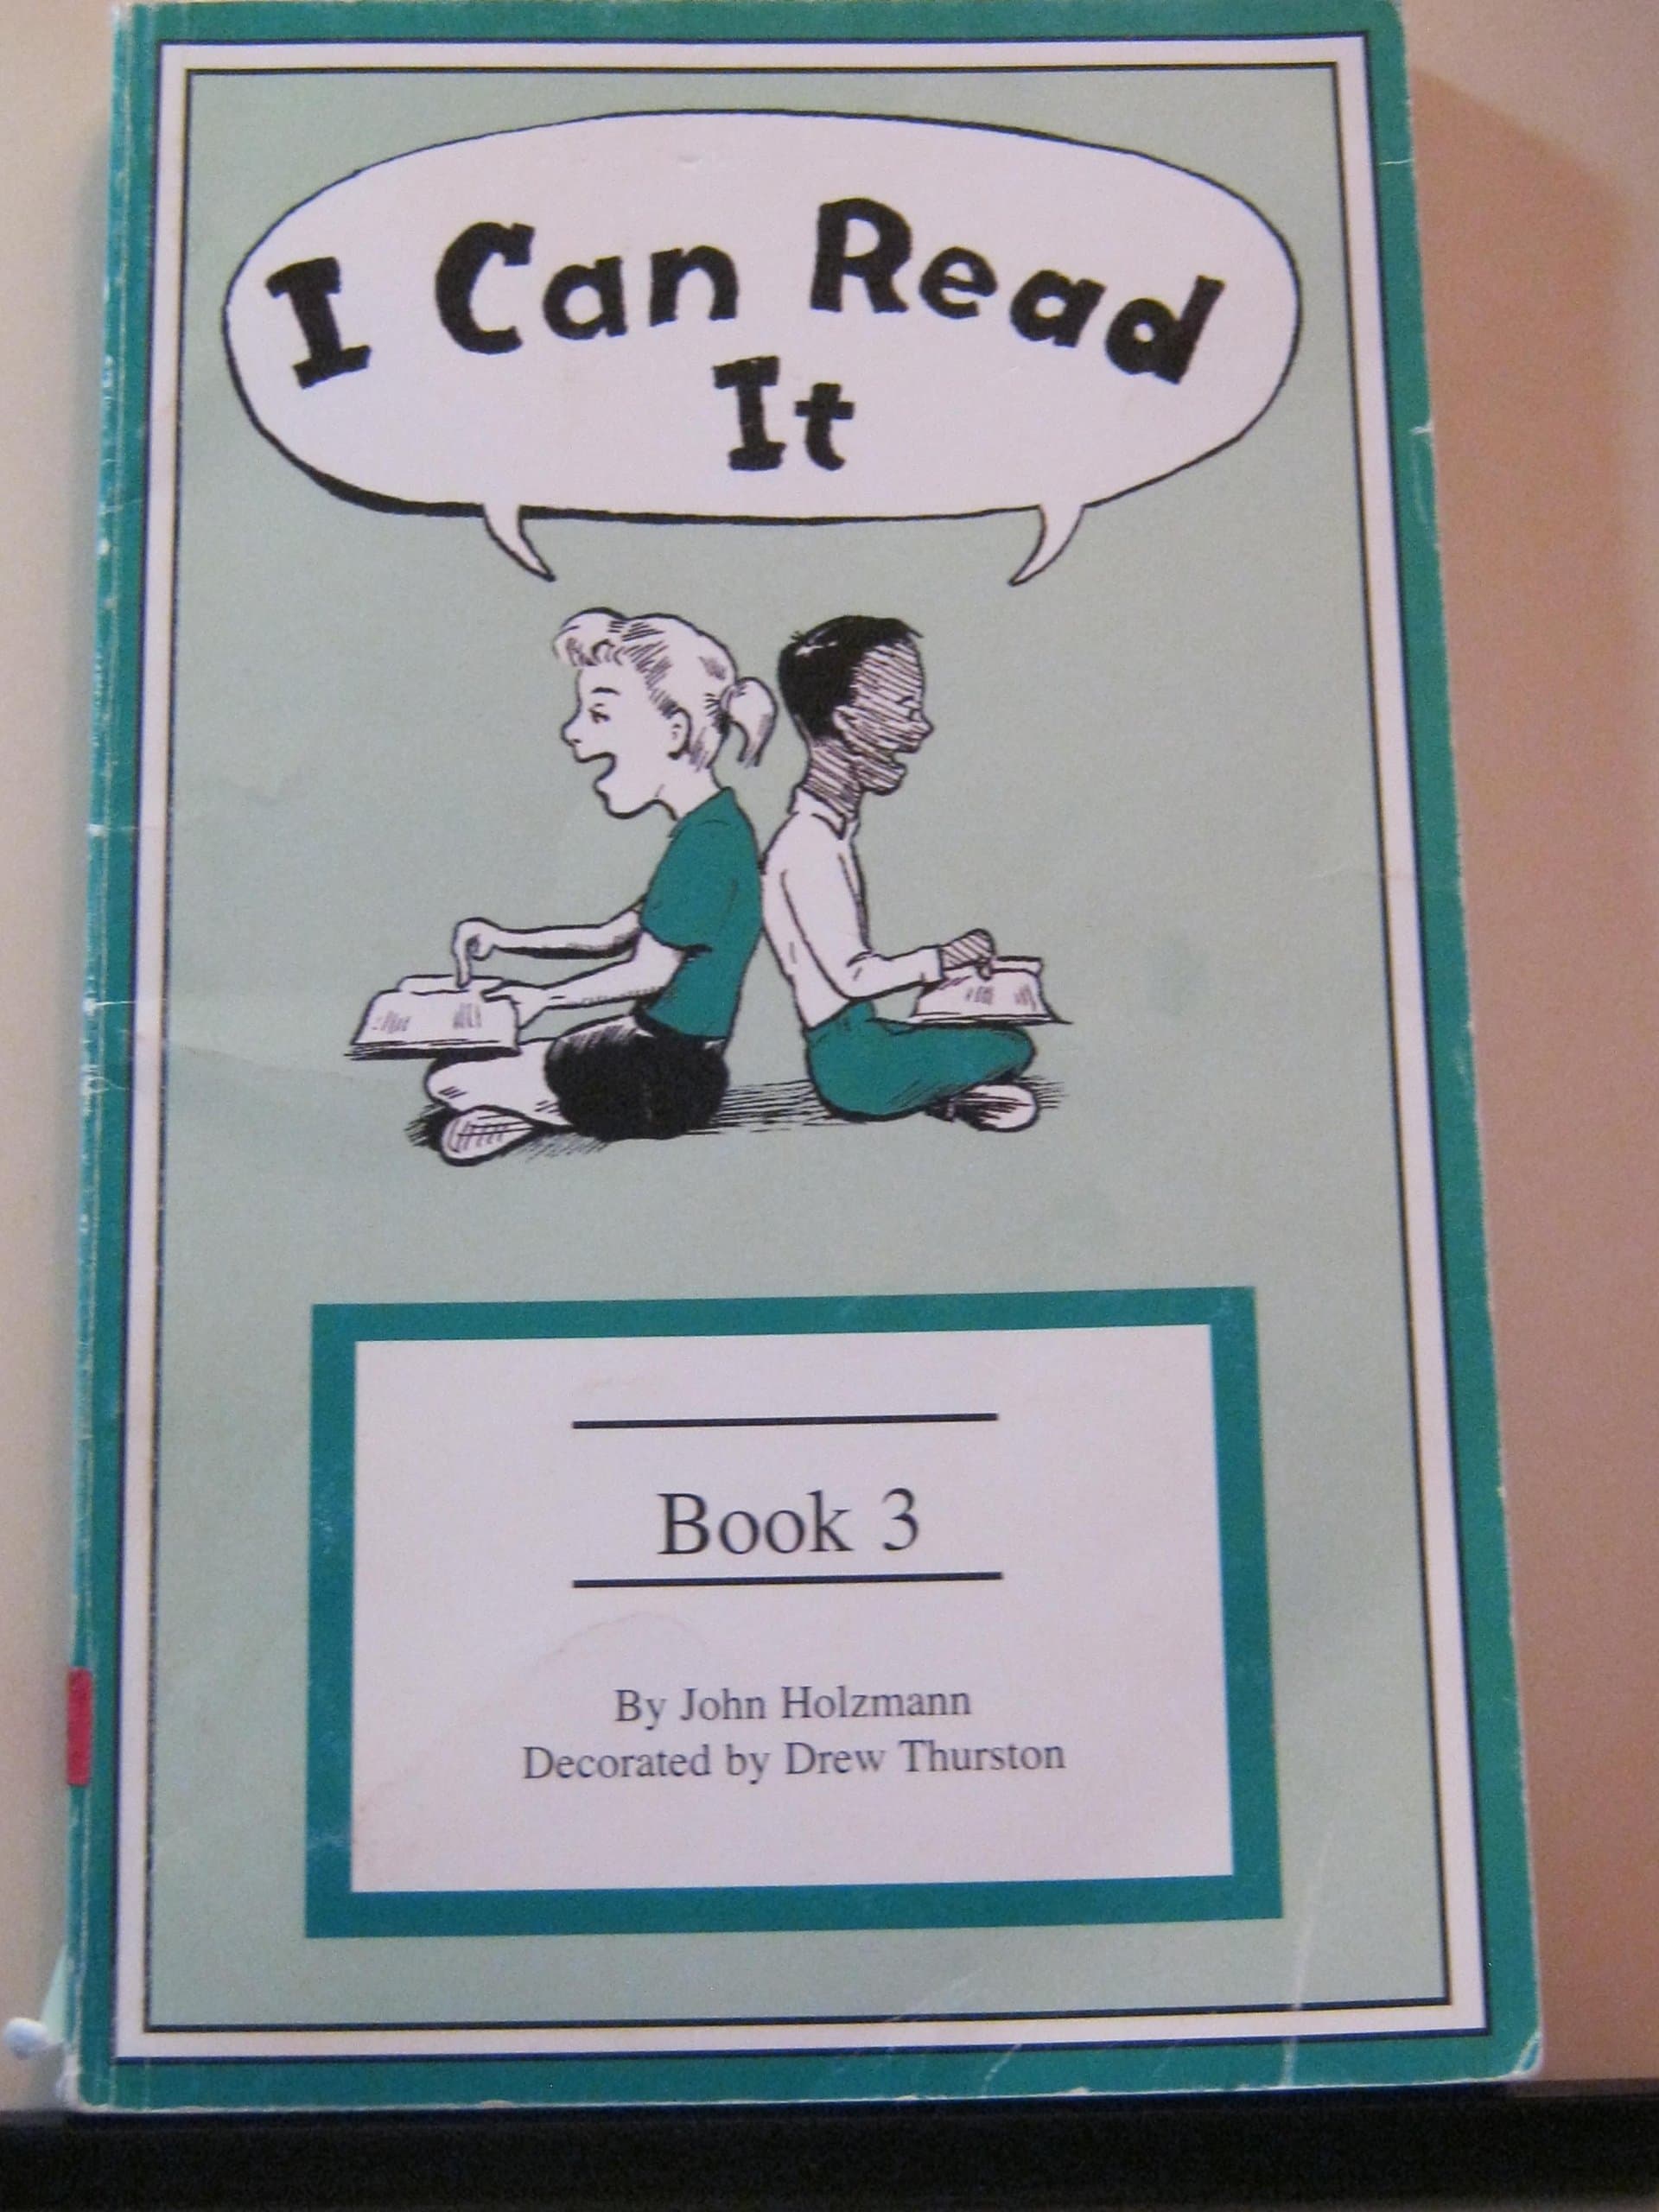 I Can Read
It
Book 3
By John Holzmann
Decorated by Drew Thurston